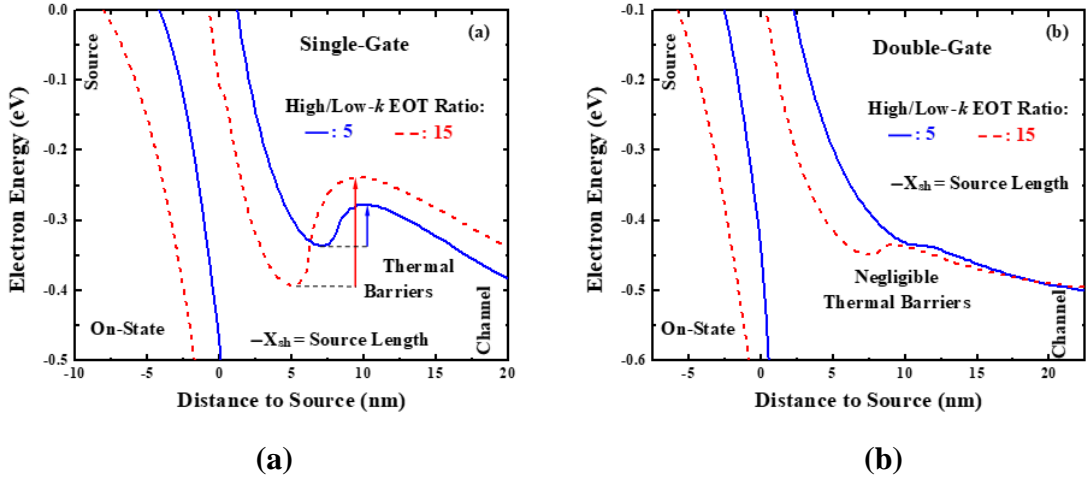 (a)
Single-Gate
Source
High/Low-k EOT Ratio:
: 5
: 15
Thermal
Barriers
On-State
–Xsh = Source Length
Channel
Electron Energy (eV)
0.0
-0.1
-0.2
-0.3
-0.4
-0.5
-10
-5
0
5
10
15
20
Distance to Source (nm)
(a)
(b)
Double-Gate
Source
High/Low-k EOT Ratio:
: 5
: 15
–Xsh = Source Length
Negligible
Thermal Barriers
On-State
Channel
Electron Energy (eV)
-0.1
-0.2
-0.3
-0.4
-0.5
-0.6
-5
0
5
10
15
20
Distance to Source (nm)
(b)